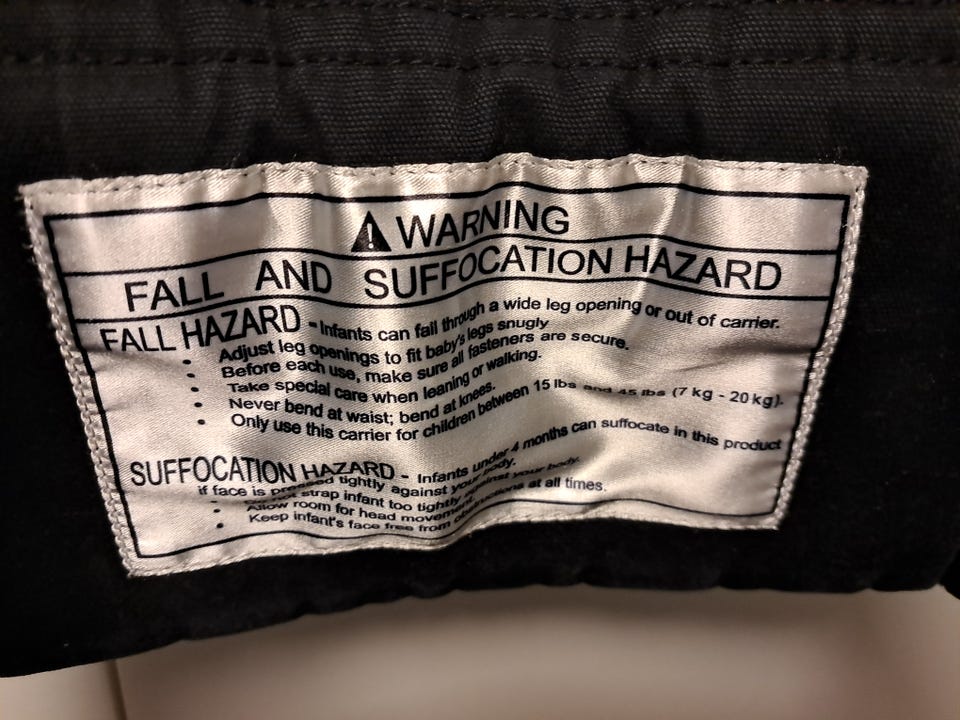 ⚠ WARNING
FALL AND SUFFOCATION HAZARD
FALL HAZARD - Infants can fall through a wide leg opening or out of carrier.
• Adjust leg openings to fit baby's legs snugly
• Before each use, make sure all fasteners are secure.
• Take special care when leaning or walking.
• Never bend at waist; bend at knees.
• Only use this carrier for children between 15 lbs and 45 lbs (7 kg - 20 kg).
SUFFOCATION HAZARD - Infants under 4 months can suffocate in this product
if face is pressed tightly against your body.
• Do not strap infant too tightly against your body.
• Allow room for head movement.
• Keep infant's face free from obstructions at all times.